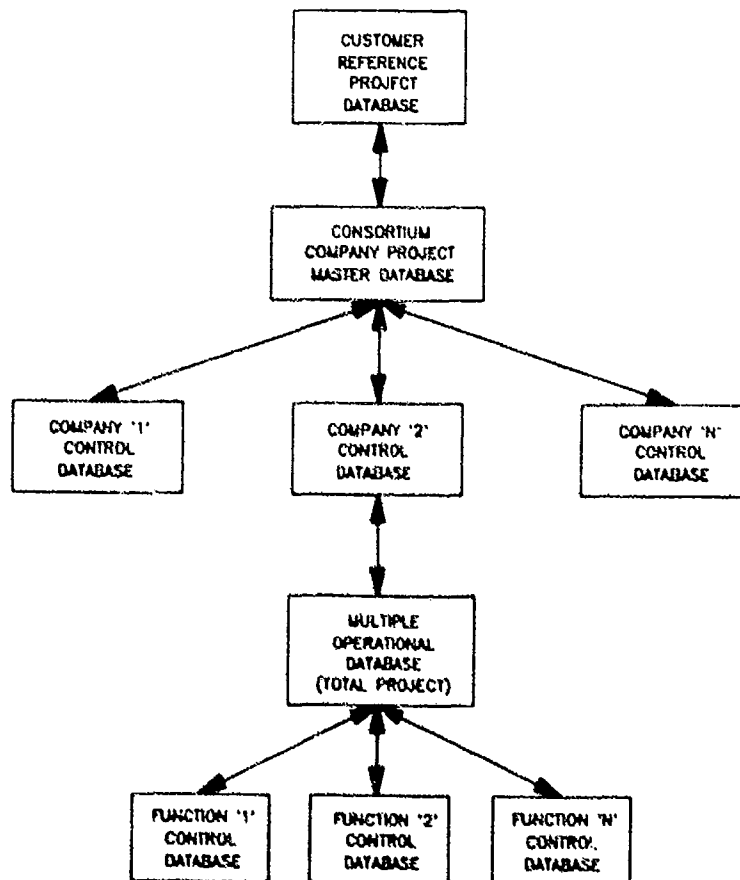 CUSTOMER
REFERENCE
PROJECT
DATABASE
CONSORTIUM
COMPANY PROJECT
MASTER DATABASE
COMPANY '1'
CONTROL
DATABASE
COMPANY '2'
CONTROL
DATABASE
COMPANY 'N'
CONTROL
DATABASE
MULTIPLE
OPERATIONAL
DATABASE
(TOTAL PROJECT)
FUNCTION '1'
CONTROL
DATABASE
FUNCTION '2'
CONTROL
DATABASE
FUNCTION 'N'
CONTROL
DATABASE